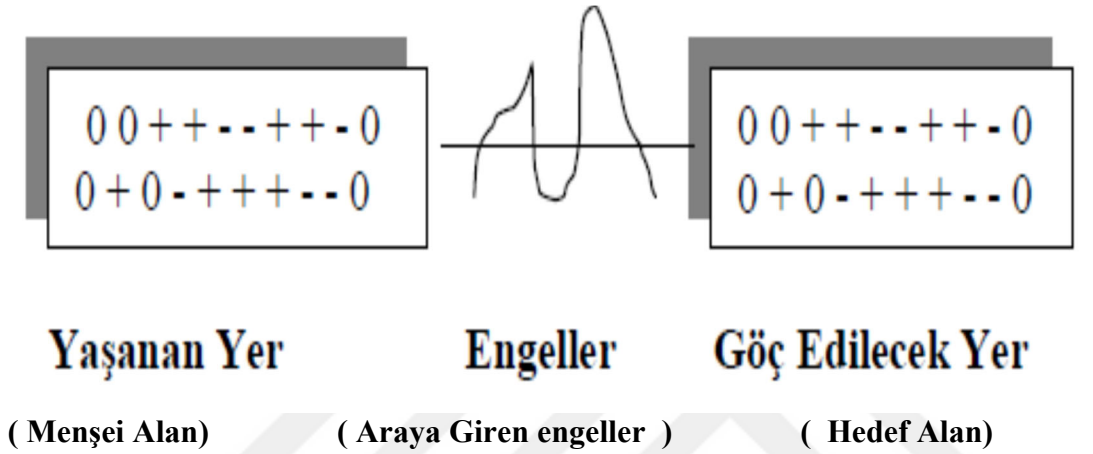 0 0 + + - - + + - 0
0 + 0 - + + + - - 0
0 0 + + - - + + - 0
0 + 0 - + + + - - 0
Yaşanan Yer Engeller Göç Edilecek Yer
( Menşei Alan) ( Araya Giren engeller ) ( Hedef Alan)